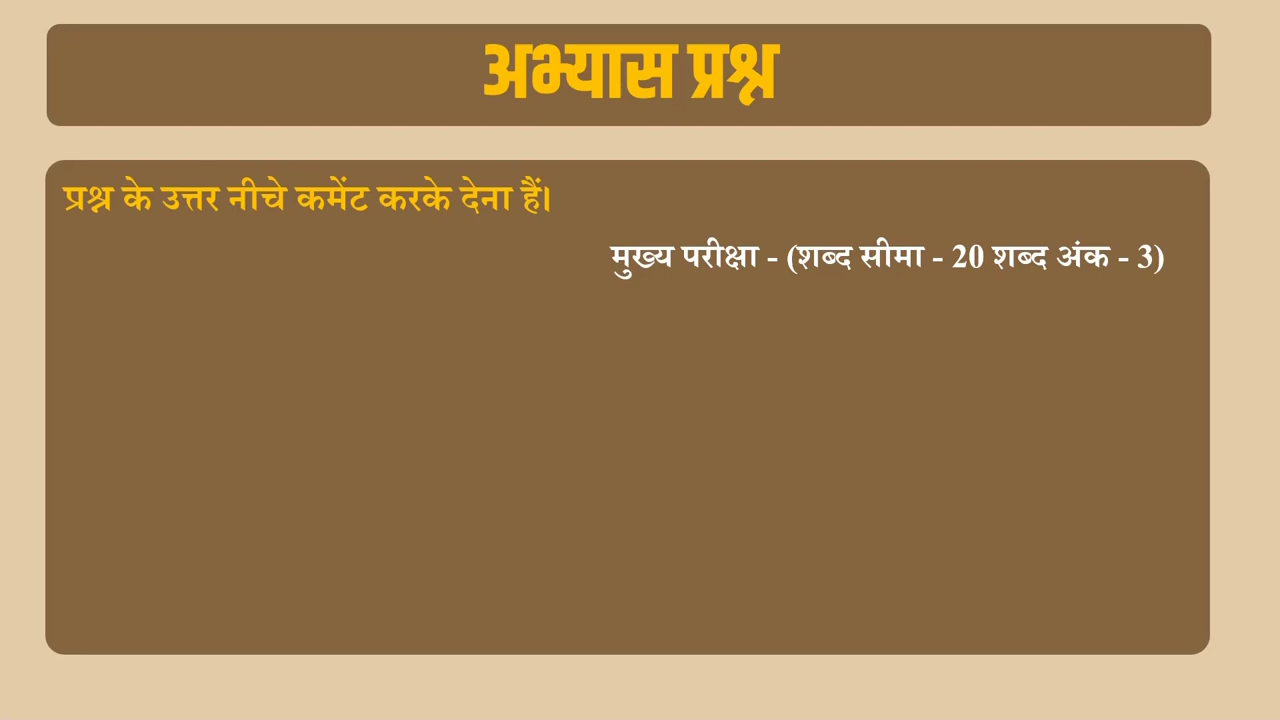 अभ्यास प्रश्न
प्रश्न के उत्तर नीचे कमेंट करके देना हैं।
मुख्य परीक्षा - (शब्द सीमा - 20 शब्द अंक - 3)